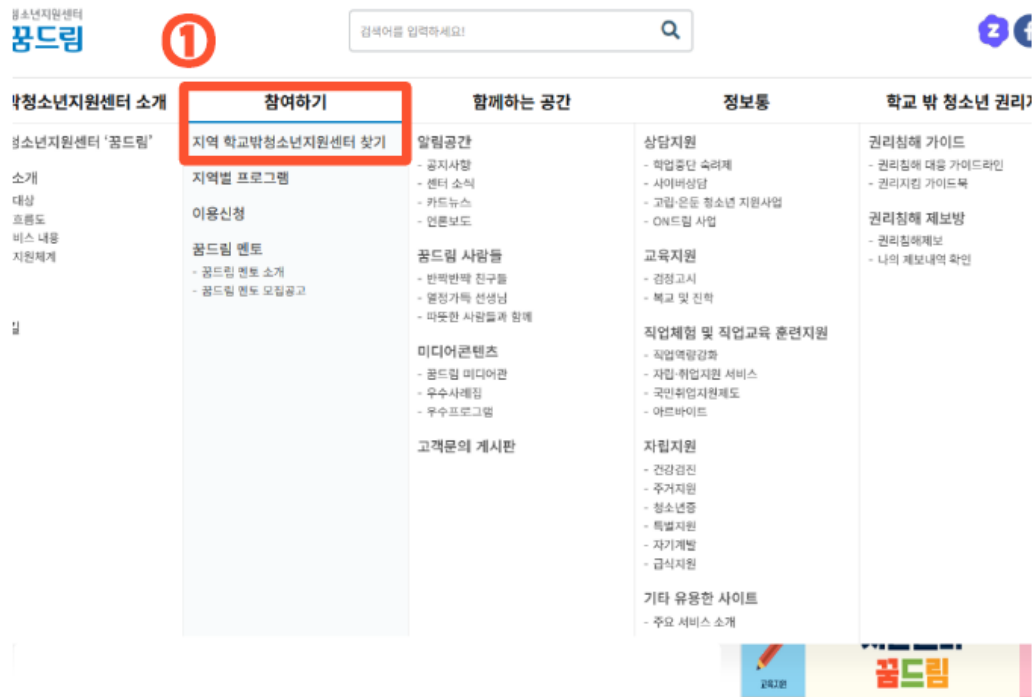 청소년지원센터
꿈드림
①
검색어를 입력하세요!
z f
밖청소년지원센터 소개
참여하기
함께하는 공간
정보통
학교 밖 청소년 권리
청소년지원센터 '꿈드림'
소개
대상
흐름도
비스 내용
지원체계
길
지역 학교밖청소년지원센터 찾기
지역별 프로그램
이용신청
꿈드림 멘토
- 꿈드림 멘토 소개
- 꿈드림 멘토 모집공고
알림공간
- 공지사항
- 센터 소식
- 카드뉴스
- 언론보도
꿈드림 사람들
- 반짝반짝 친구들
- 열정가득 선생님
- 따뜻한 사람들과 함께
미디어콘텐츠
- 꿈드림 미디어관
- 우수사례집
- 우수프로그램
고객문의 게시판
상담지원
- 학업중단 숙려제
- 사이버상담
- 고립·은둔 청소년 지원사업
- ON드림 사업
교육지원
- 검정고시
- 복교 및 진학
직업체험 및 직업교육 훈련지원
- 직업역량강화
- 자립·취업지원 서비스
- 국민취업지원제도
- 아르바이트
자립지원
- 건강검진
- 주거지원
- 청소년증
- 특별지원
- 자기계발
- 급식지원
기타 유용한 사이트
- 주요 서비스 소개
권리침해 가이드
- 권리침해 대응 가이드라인
- 권리지킴 가이드북
권리침해 제보방
- 권리침해제보
- 나의 제보내역 확인
교육지원
꿈드림